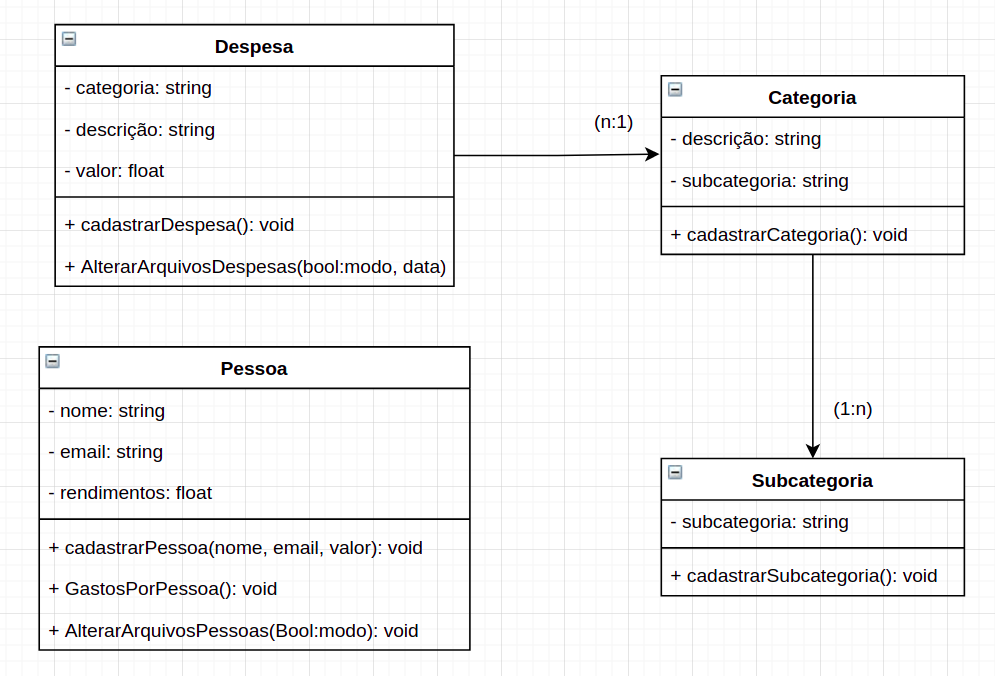 Despesa
- categoria: string
- descrição: string
- valor: float
+ cadastrarDespesa(): void
+ AlterarArquivosDespesas(bool:modo, data)
(n:1)
Categoria
- descrição: string
- subcategoria: string
+ cadastrarCategoria(): void
(1:n)
Pessoa
- nome: string
- email: string
- rendimentos: float
+ cadastrarPessoa(nome, email, valor): void
+ GastosPorPessoa(): void
+ AlterarArquivosPessoas(Bool:modo): void
Subcategoria
- subcategoria: string
+ cadastrarSubcategoria(): void